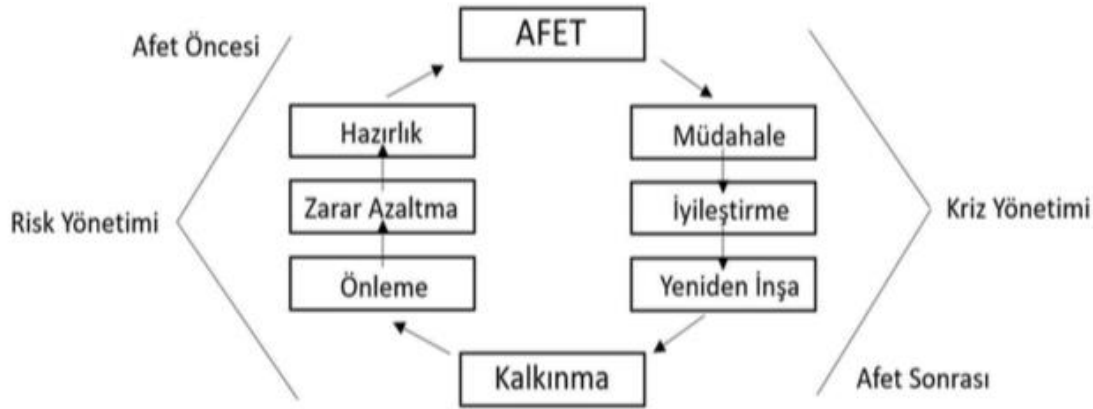 AFET
Afet Öncesi
Hazırlık
Müdahale
Zarar Azaltma
İyileştirme
Risk Yönetimi
Kriz Yönetimi
Önleme
Yeniden İnşa
Kalkınma
Afet Sonrası